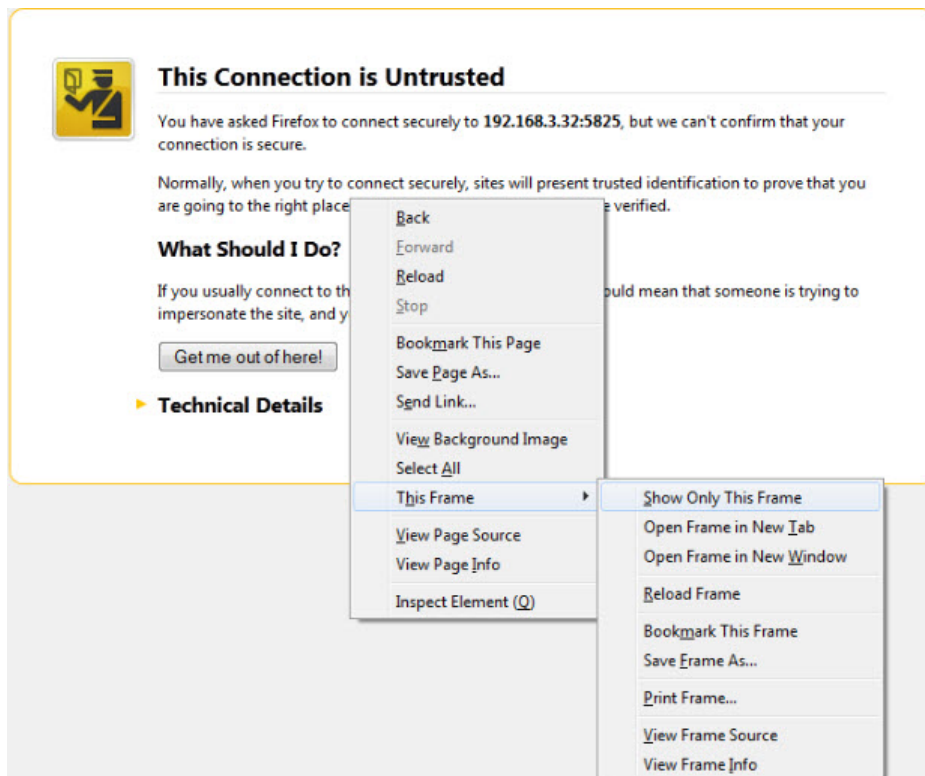 This Connection is Untrusted
You have asked Firefox to connect securely to 192.168.3.32:5825, but we can't confirm that your
connection is secure.
Normally, when you try to connect securely, sites will present trusted identification to prove that you
are going to the right place verified.
What Should I Do?
If you usually connect to th ould mean that someone is trying to
impersonate the site, and y
Get me out of here!
Technical Details
Back
Forward
Reload
Stop
Bookmark This Page
Save Page As...
Send Link...
View Background Image
Select All
This Frame
View Page Source
View Page Info
Inspect Element (Q)
Show Only This Frame
Open Frame in New Tab
Open Frame in New Window
Reload Frame
Bookmark This Frame
Save Frame As...
Print Frame...
View Frame Source
View Frame Info